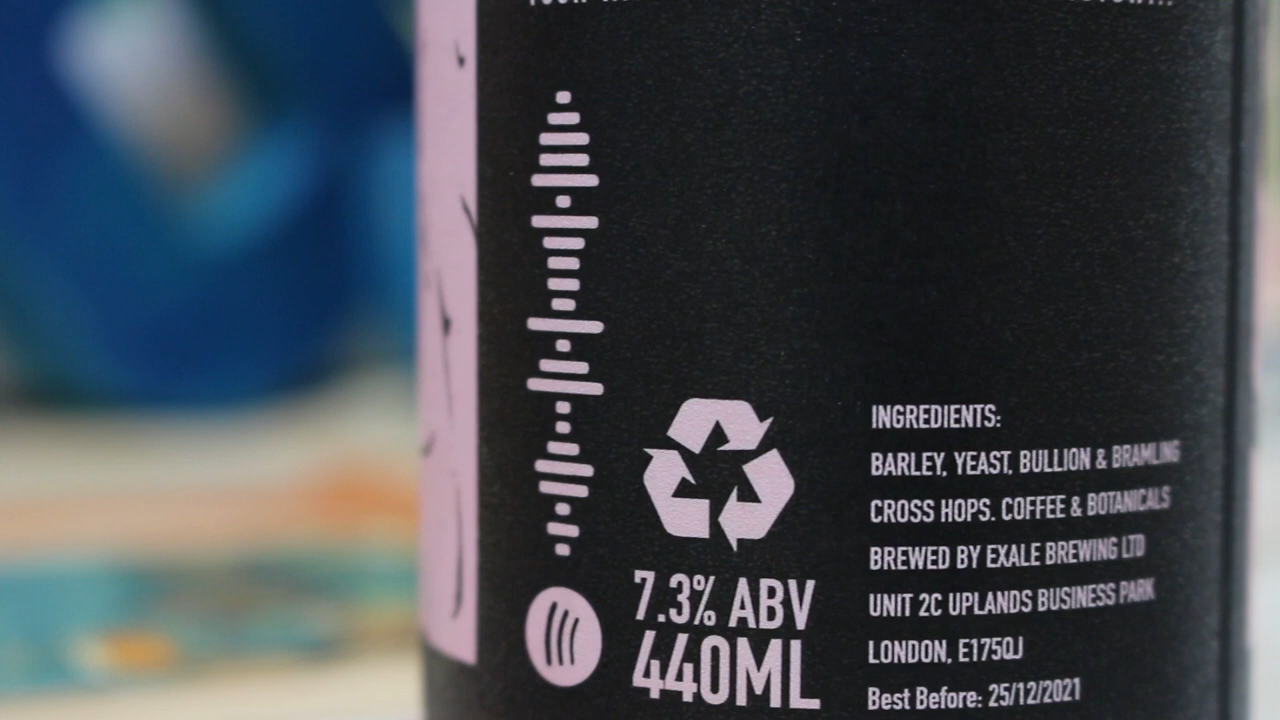 7.3% ABV
440ML
INGREDIENTS:
BARLEY, YEAST, BULLION & BRAMLING
CROSS HOPS. COFFEE & BOTANICALS
BREWED BY EXALE BREWING LTD
UNIT 2C UPLANDS BUSINESS PARK
LONDON, E175QJ
Best Before: 25/12/2021